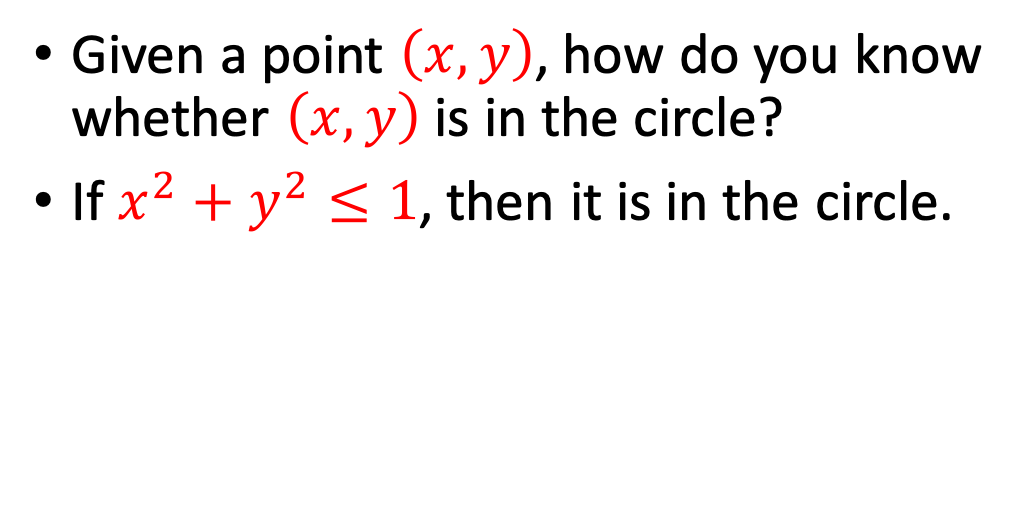 • Given a point (x, y), how do you know
whether (x, y) is in the circle?
• If x² + y² ≤ 1, then it is in the circle.